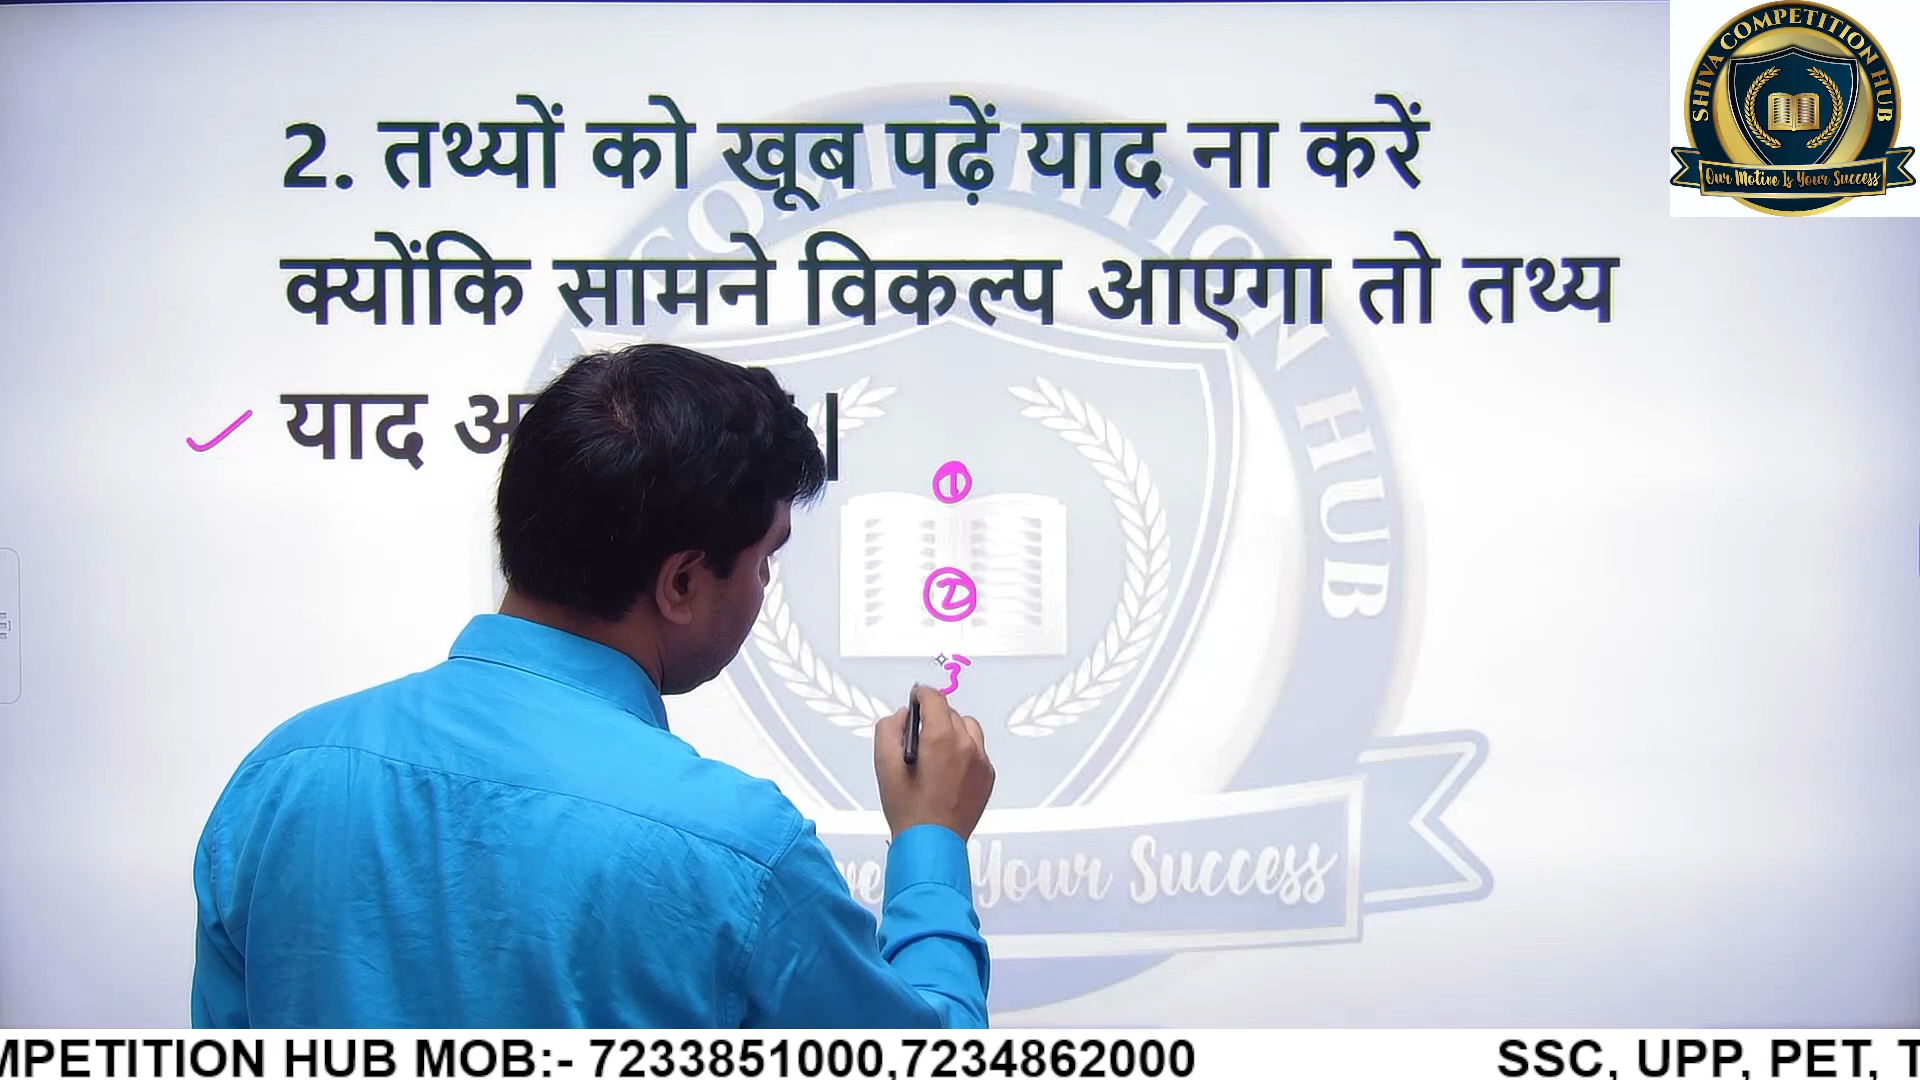 SHIVA COMPETITION HUB
Our Motive Is Your Success
2. तथ्यों को खूब पढ़ें याद ना करें
क्योंकि सामने विकल्प आएगा तो तथ्य
याद
1
2
3
HUB
Your Success
MPETITION HUB MOB:- 7233851000,7234862000
SSC, UPP, PET, T